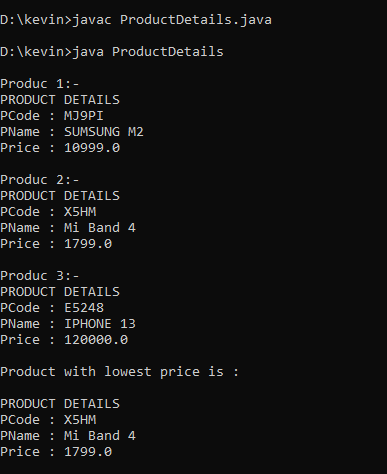 D:\kevin>javac ProductDetails.java
D:\kevin>java ProductDetails
Produc 1:-
PRODUCT DETAILS
PCode : MJ9PI
PName : SUMSUNG M2
Price : 10999.0
Produc 2:-
PRODUCT DETAILS
PCode : X5HM
PName : Mi Band 4
Price : 1799.0
Produc 3:-
PRODUCT DETAILS
PCode : E5248
PName : IPHONE 13
Price : 120000.0
Product with lowest price is :
PRODUCT DETAILS
PCode : X5HM
PName : Mi Band 4
Price : 1799.0